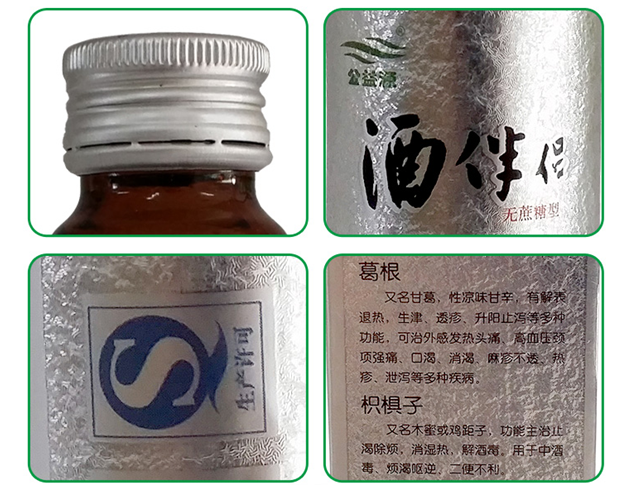 公益源
酒伴侣
无蔗糖型
生产许可
葛根
又名甘葛，性凉味甘辛，有解表
退热，生津、透疹、升阳止泻等多种
功能，可治外感发热头痛、高血压颈
项强痛、口渴、消渴、麻疹不透、热
疹、泄泻等多种疾病。
枳椇子
又名木蜜或鸡距子，功能主治止
渴除烦，消湿热，解酒毒，用于中酒
毒、烦渴呕逆、二便不利